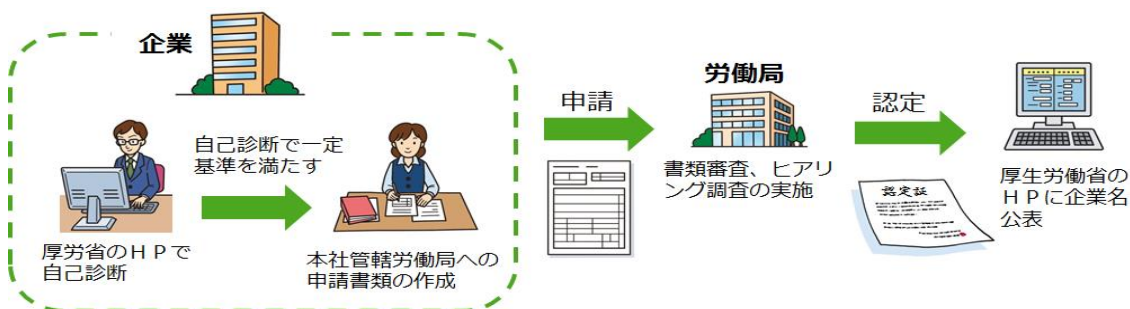 企業
自己診断で一定
基準を満たす
厚労省のＨＰで
自己診断
本社管轄労働局への
申請書類の作成
申請
労働局
書類審査、ヒアリ
ング調査の実施
認定
認定証
厚生労働省の
ＨＰに企業名
公表